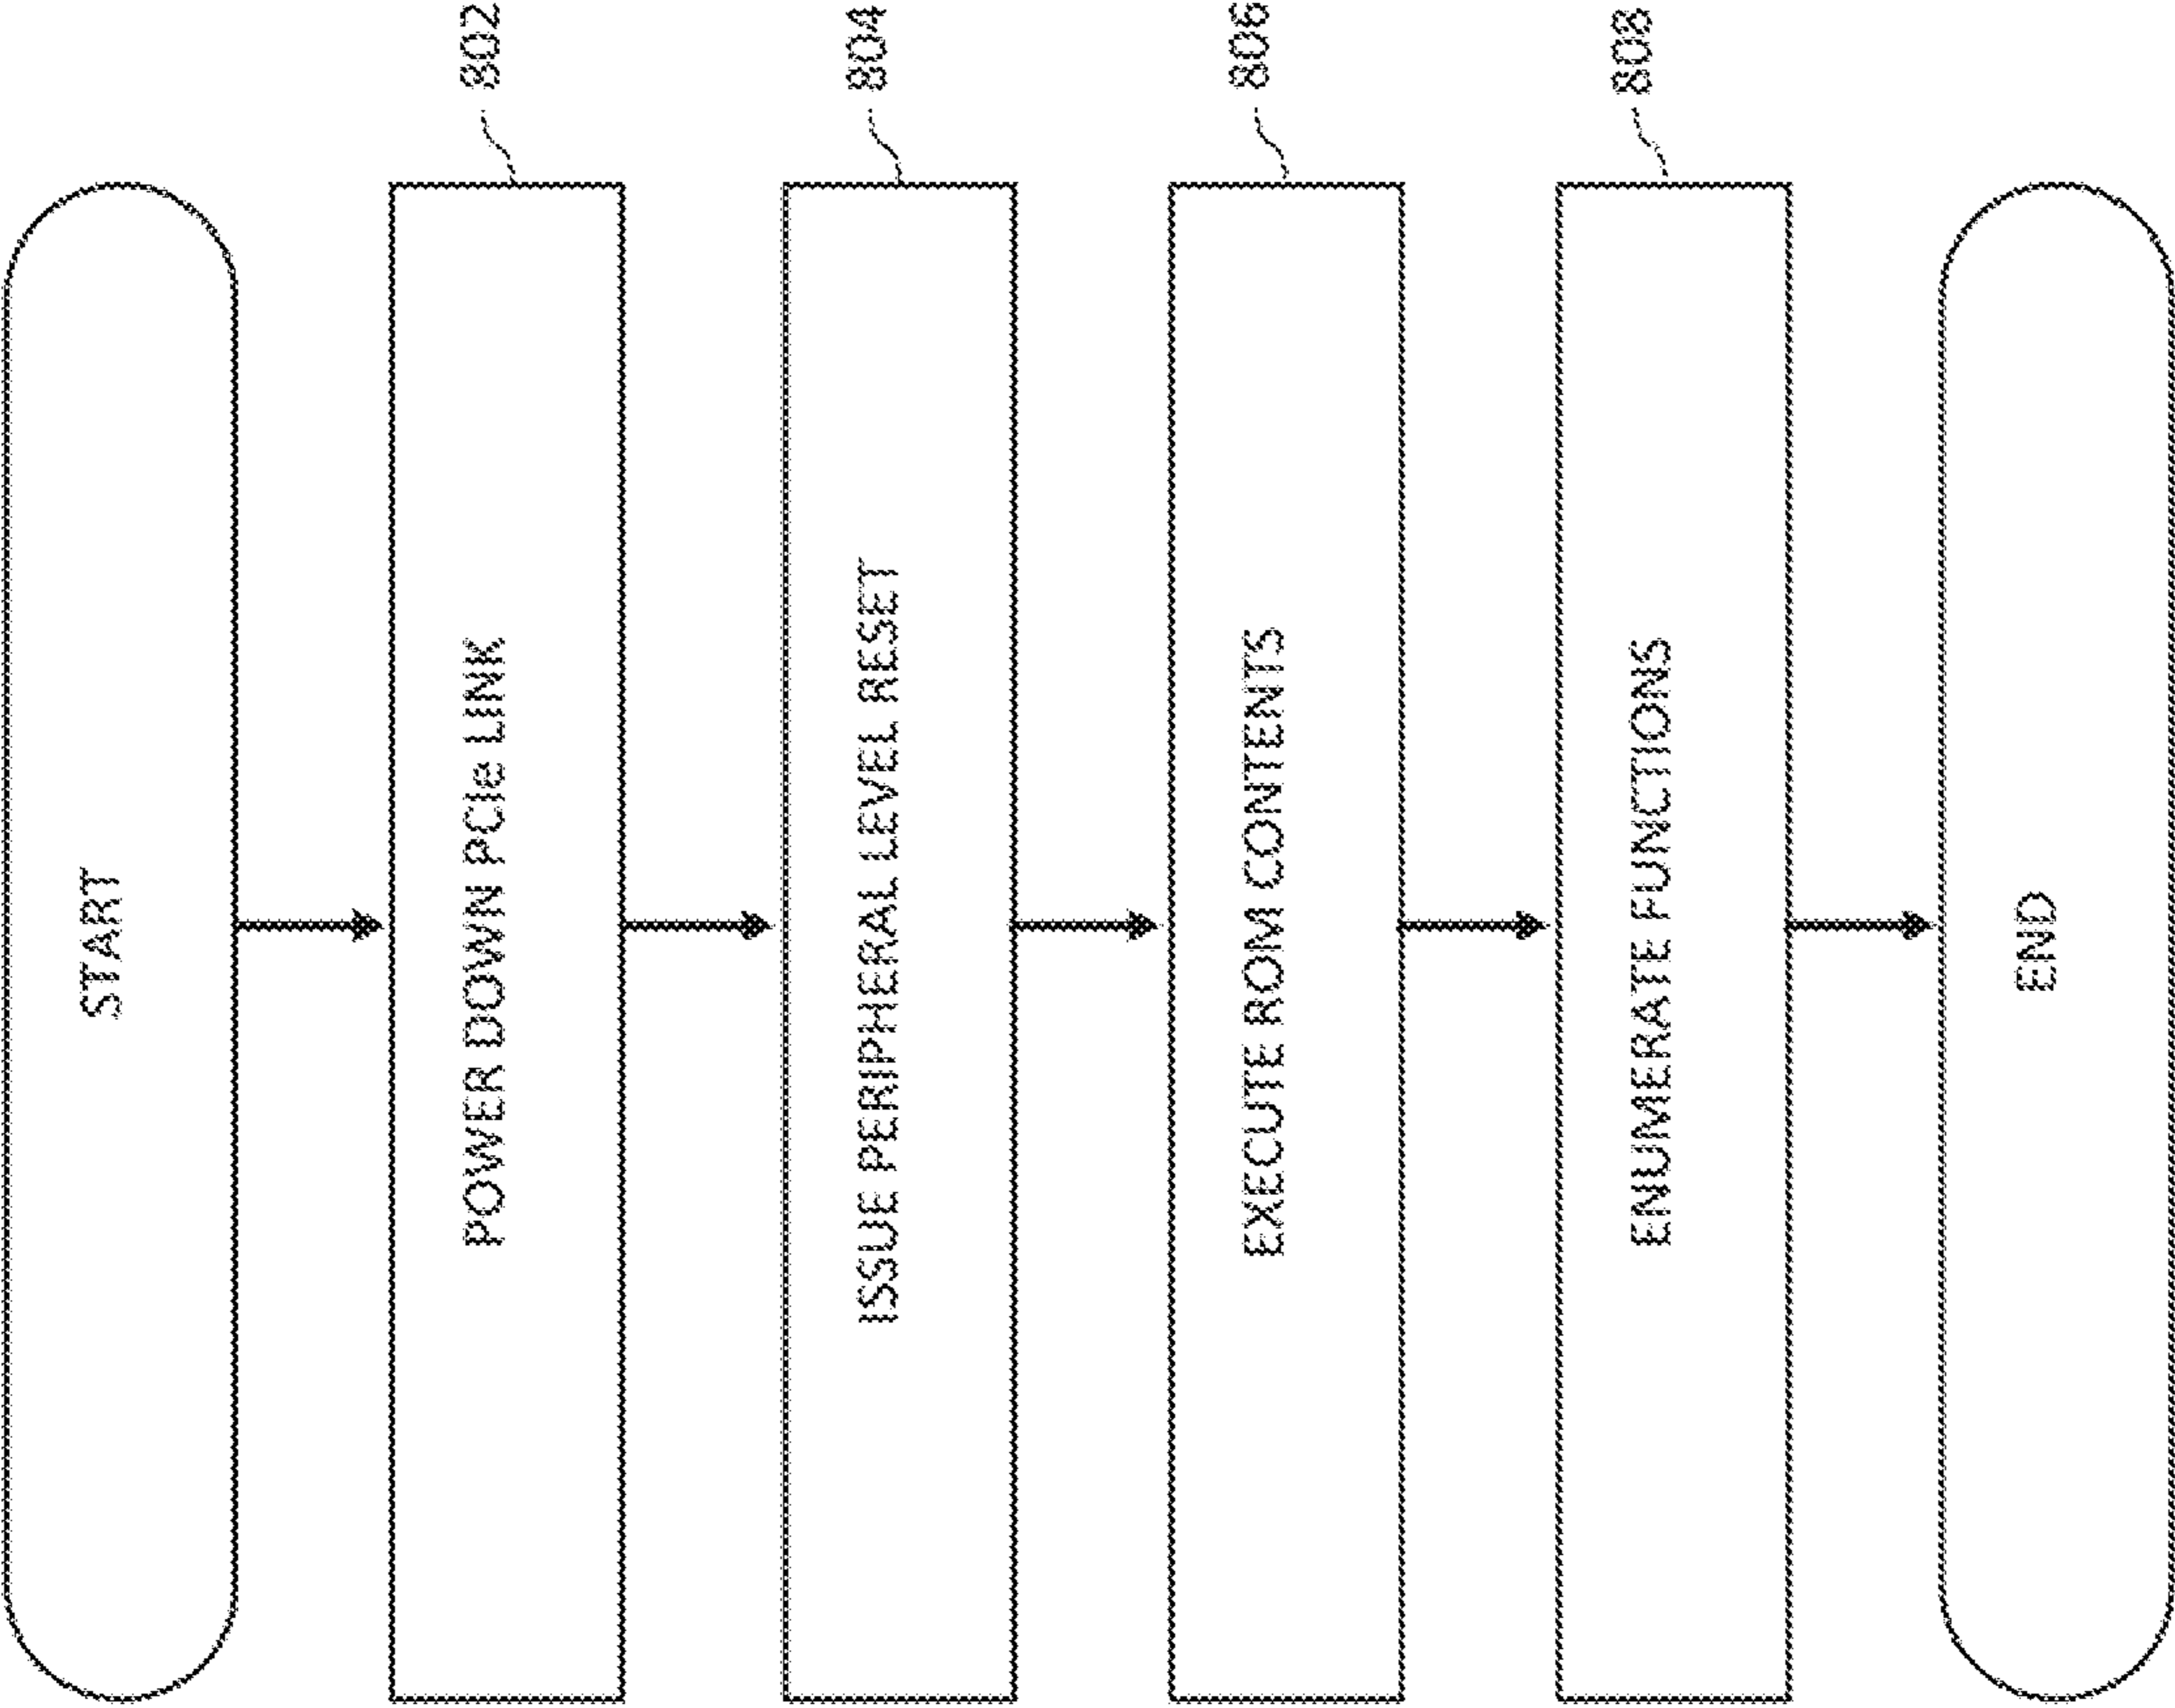 START
POWER DOWN PCIe LINK
802
ISSUE PERIPHERAL LEVEL RESET
804
EXECUTE ROM CONTENTS
806
ENUMERATE FUNCTIONS
808
END